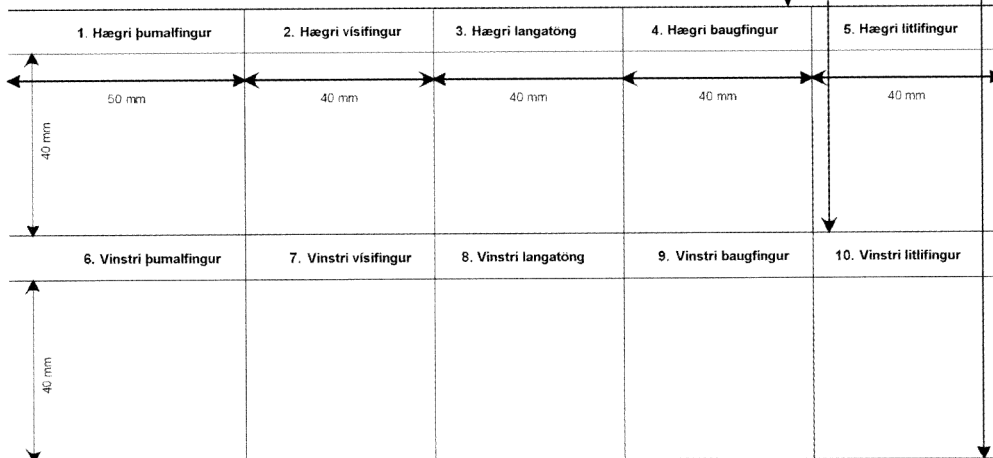 1. Hægri þumalfingur 2. Hægri vísifingur 3. Hægri langatöng 4. Hægri baugfingur 5. Hægri litlifingur
50 mm 40 mm 40 mm 40 mm 40 mm
40 mm
6. Vinstri þumalfingur 7. Vinstri vísifingur 8. Vinstri langatöng 9. Vinstri baugfingur 10. Vinstri litlifingur
40 mm